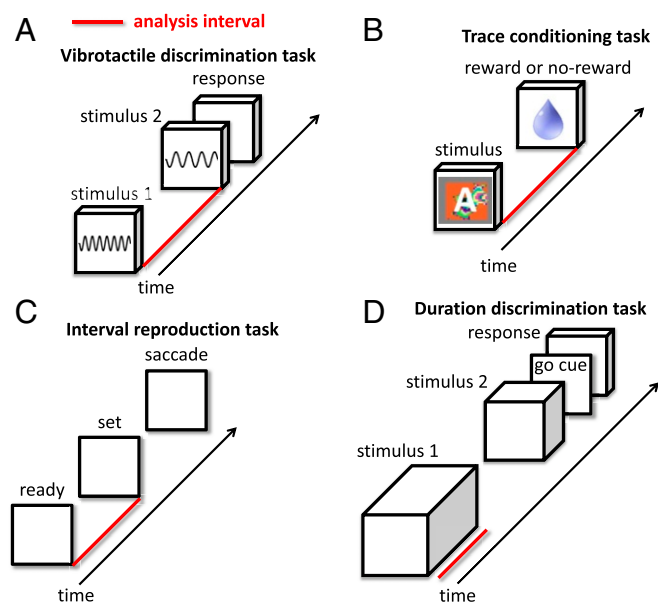 analysis interval
A
Vibrotactile discrimination task
response
stimulus 2
stimulus 1
time
B
Trace conditioning task
reward or no-reward
stimulus
A
time
C
Interval reproduction task
saccade
set
ready
time
D
Duration discrimination task
response
go cue
stimulus 2
stimulus 1
time